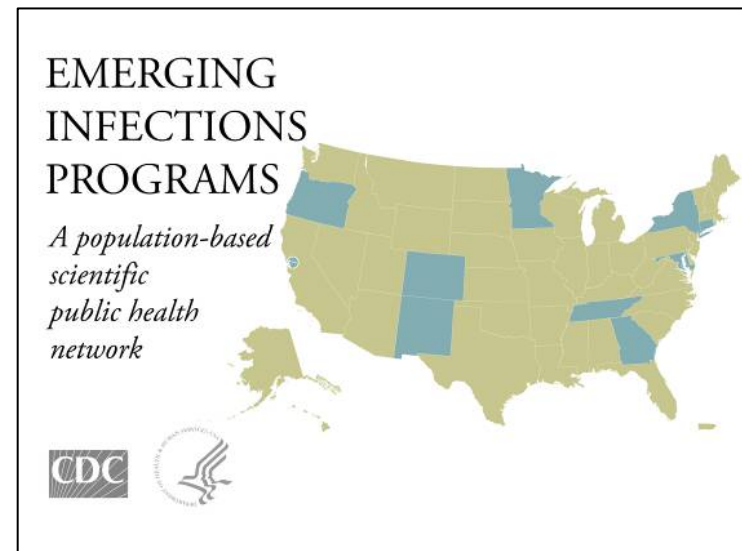 EMERGING
INFECTIONS
PROGRAMS
A population-based
scientific
public health
network
CDC